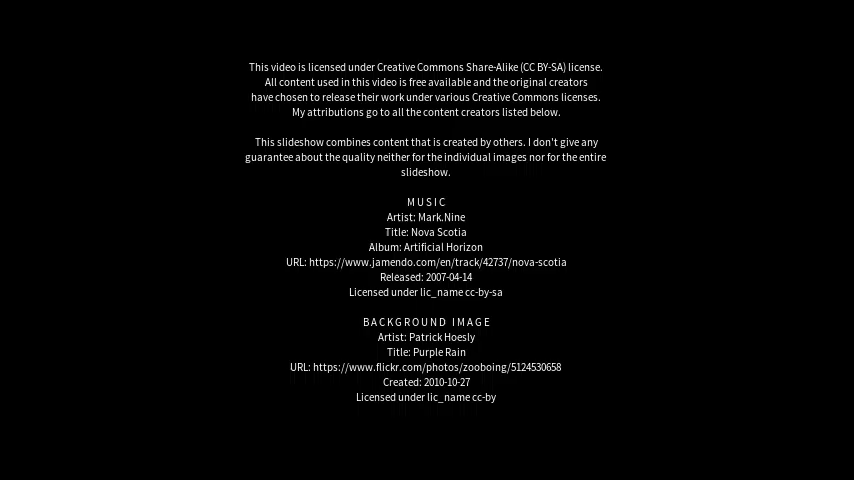 This video is licensed under Creative Commons Share-Alike (CC BY-SA) license.
All content used in this video is free available and the original creators
have chosen to release their work under various Creative Commons licenses.
My attributions go to all the content creators listed below.
This slideshow combines content that is created by others. I don't give any
guarantee about the quality neither for the individual images nor for the entire
slideshow.
MUSIC
Artist: Mark.Nine
Title: Nova Scotia
Album: Artificial Horizon
URL: https://www.jamendo.com/en/track/42737/nova-scotia
Released: 2007-04-14
Licensed under lic_name cc-by-sa
BACKGROUND IMAGE
Artist: Patrick Hoesly
Title: Purple Rain
URL: https://www.flickr.com/photos/zooboing/5124530658
Created: 2010-10-27
Licensed under lic_name cc-by